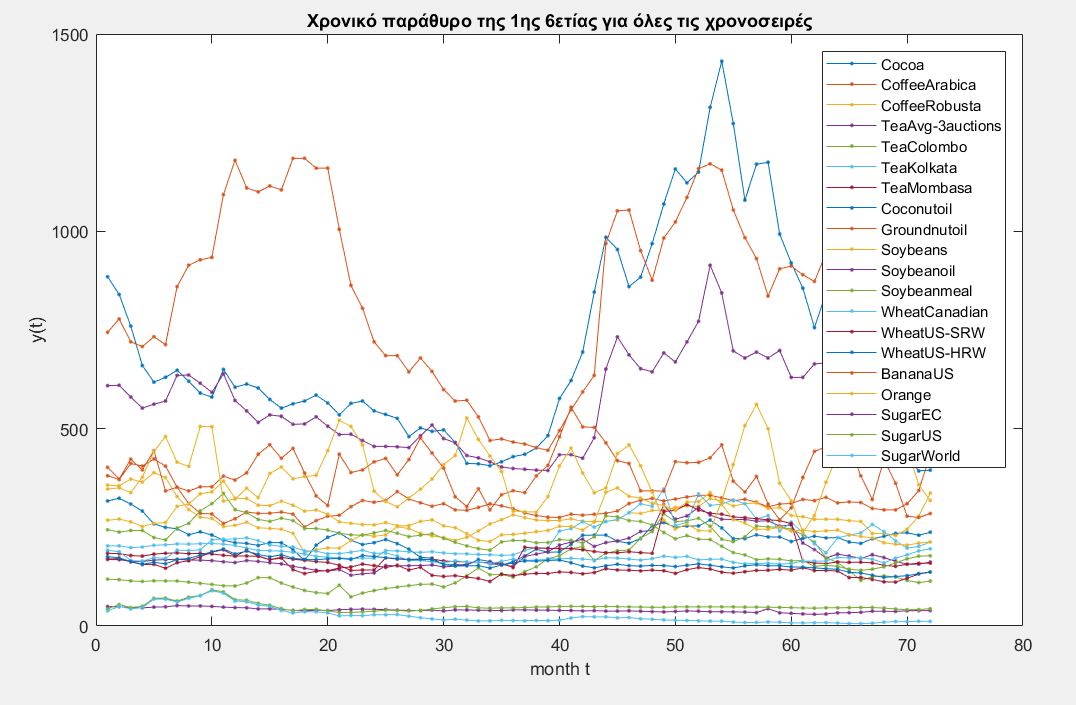 Χρονικό παράθυρο της 1ης 6ετίας για όλες τις χρονοσειρές
1500
1000
500
0
y(t)
0 10 20 30 40 50 60 70 80
month t
Cocoa
CoffeeArabica
CoffeeRobusta
TeaAvg-3auctions
TeaColombo
TeaKolkata
TeaMombasa
Coconutoil
Groundnutoil
Soybeans
Soybeanoil
Soybeanmeal
WheatCanadian
WheatUS-SRW
WheatUS-HRW
BananaUS
Orange
SugarEC
SugarUS
SugarWorld